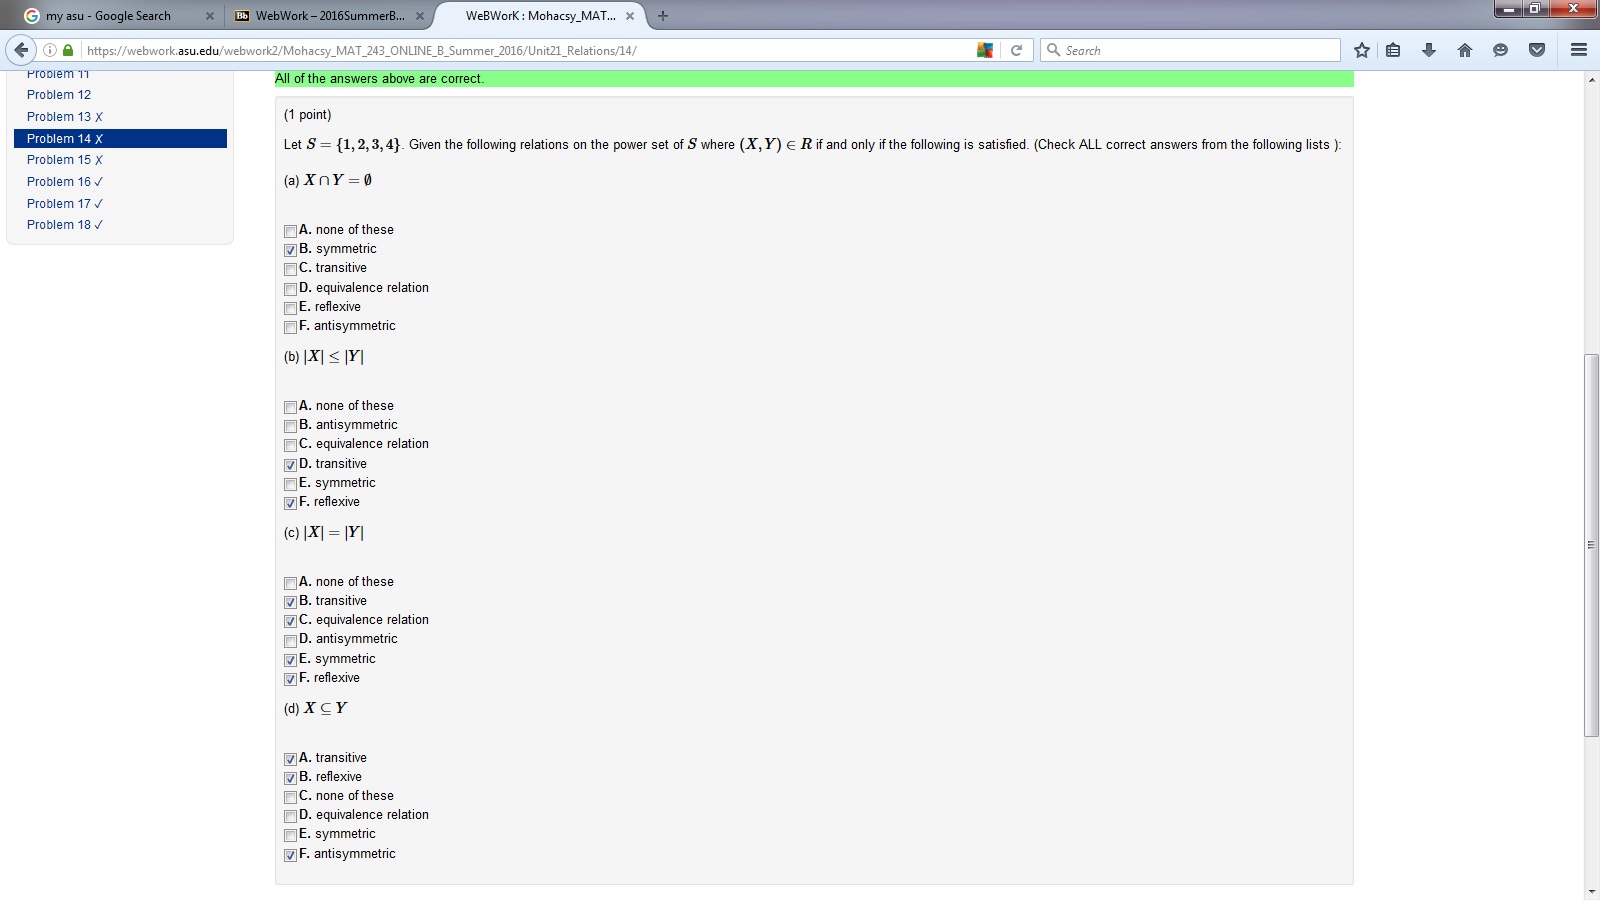 my asu - Google Search
WebWork – 2016SummerB...
WeBWorK : Mohacsy_MAT...
https://webwork.asu.edu/webwork2/Mohacsy_MAT_243_ONLINE_B_Summer_2016/Unit21_Relations/14/
Search
Problem 11
Problem 12
Problem 13 X
Problem 14 X
Problem 15 X
Problem 16 ✓
Problem 17 ✓
Problem 18 ✓
All of the answers above are correct.
(1 point)
Let S = {1, 2, 3, 4}. Given the following relations on the power set of S where (X, Y) ∈ R if and only if the following is satisfied. (Check ALL correct answers from the following lists ):
(a) X ∩ Y = ∅
A. none of these
B. symmetric
C. transitive
D. equivalence relation
E. reflexive
F. antisymmetric
(b) |X| ≤ |Y|
A. none of these
B. antisymmetric
C. equivalence relation
D. transitive
E. symmetric
F. reflexive
(c) |X| = |Y|
A. none of these
B. transitive
C. equivalence relation
D. antisymmetric
E. symmetric
F. reflexive
(d) X ⊆ Y
A. transitive
B. reflexive
C. none of these
D. equivalence relation
E. symmetric
F. antisymmetric